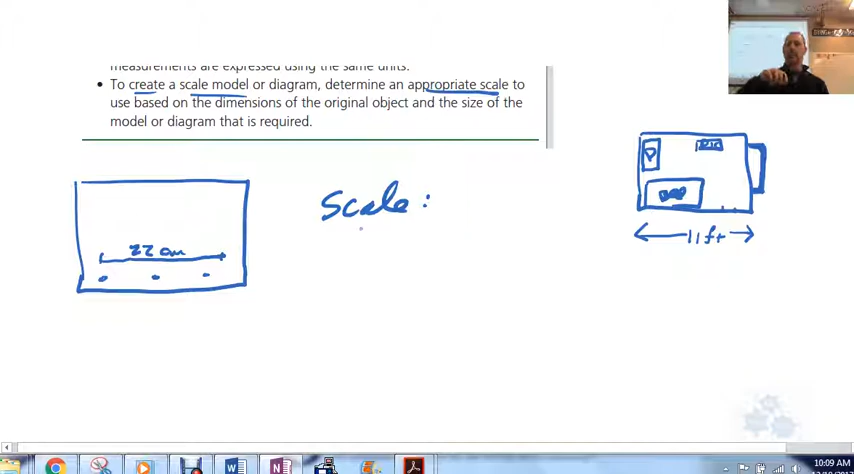 measurements are expressed using the same units.
• To create a scale model or diagram, determine an appropriate scale to
use based on the dimensions of the original object and the size of the
model or diagram that is required.
Scale:
22 cm
11 ft
10:09 AM